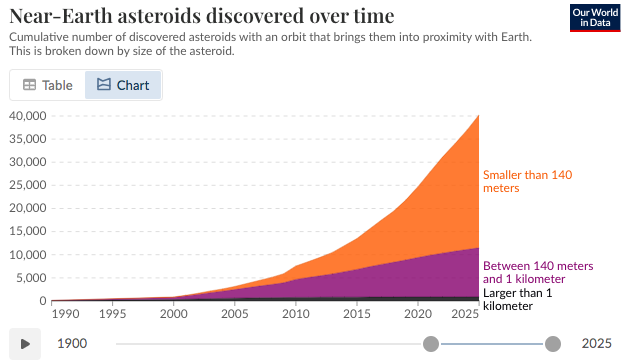 Near-Earth asteroids discovered over time
Our World
in Data
Cumulative number of discovered asteroids with an orbit that brings them into proximity with Earth.
This is broken down by size of the asteroid.
Table
Chart
40,000
35,000
30,000
25,000
20,000
15,000
10,000
5,000
0
Smaller than 140
meters
Between 140 meters
and 1 kilometer
Larger than 1
kilometer
1990
1995
2000
2005
2010
2015
2020
2025
1900
2025